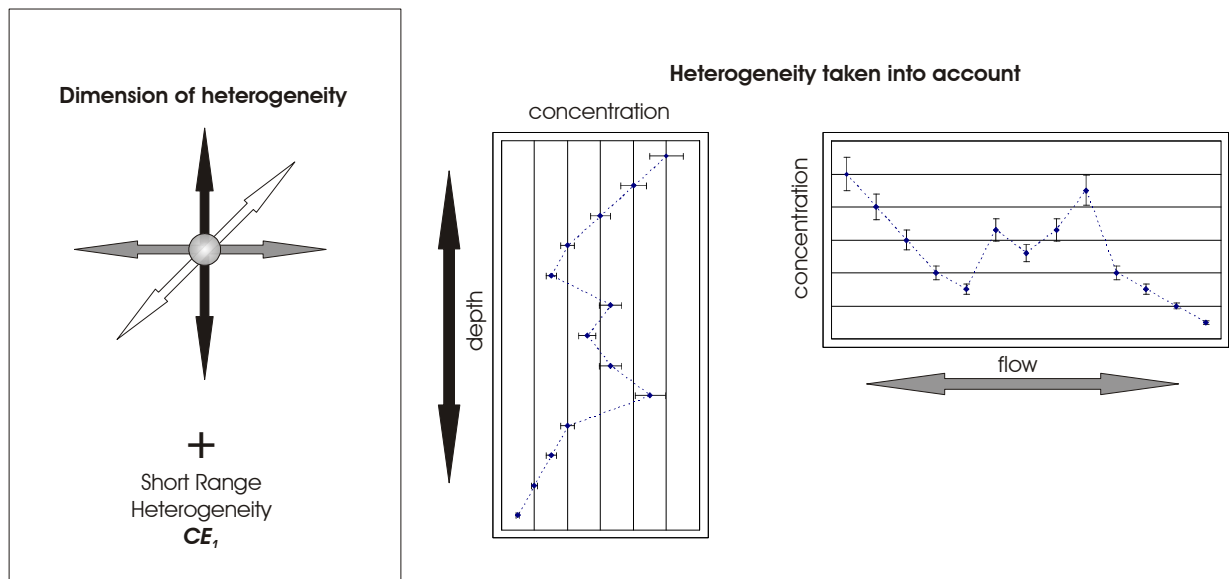 Dimension of heterogeneity
+
Short Range
Heterogeneity
CE₁
Heterogeneity taken into account
concentration
depth
concentration
flow